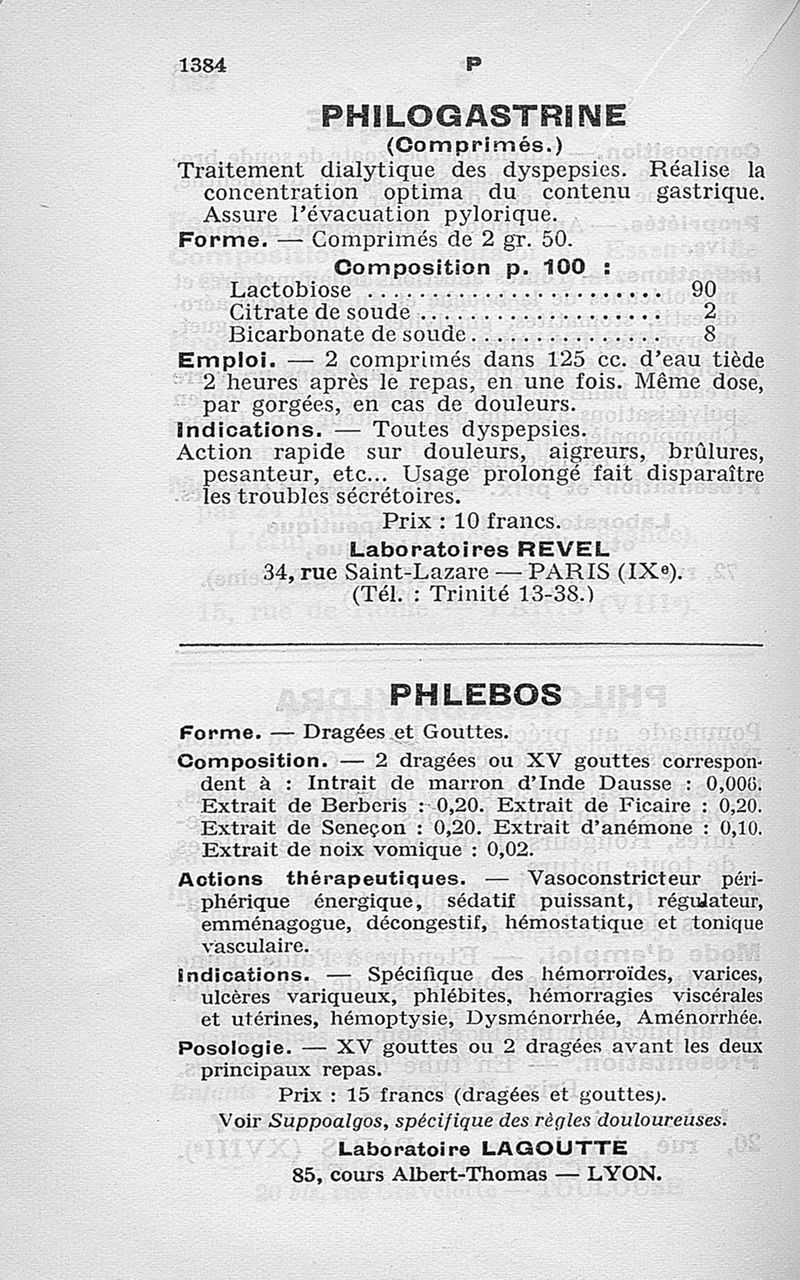 1384
P
PHILOGASTRINE
(Comprimés.)
Traitement dialytique des dyspepsies. Réalise la
concentration optima du contenu gastrique.
Assure l'évacuation pylorique.
Forme. — Comprimés de 2 gr. 50.
Composition p. 100 :
Lactobiose ....................... 90
Citrate de soude ................... 2
Bicarbonate de soude ............... 8
Emploi. — 2 comprimés dans 125 cc. d'eau tiède
2 heures après le repas, en une fois. Même dose,
par gorgées, en cas de douleurs.
Indications. — Toutes dyspepsies.
Action rapide sur douleurs, aigreurs, brûlures,
pesanteur, etc... Usage prolongé fait disparaître
les troubles sécrétoires.
Prix : 10 francs.
Laboratoires REVEL
34, rue Saint-Lazare — PARIS (IXe).
(Tél. : Trinité 13-38.)
PHLEBOS
Forme. — Dragées et Gouttes.
Composition. — 2 dragées ou XV gouttes correspon-
dent à : Intrait de marron d'Inde Dausse : 0,006.
Extrait de Berberis : 0,20. Extrait de Ficaire : 0,20.
Extrait de Seneçon : 0,20. Extrait d'anémone : 0,10.
Extrait de noix vomique : 0,02.
Actions thérapeutiques. — Vasoconstricteur péri-
phérique énergique, sédatif puissant, régulateur,
emménagogue, décongestif, hémostatique et tonique
vasculaire.
Indications. — Spécifique des hémorroïdes, varices,
ulcères variqueux, phlébites, hémorragies viscérales
et utérines, hémoptysie, Dysménorrhée, Aménorrhée.
Posologie. — XV gouttes ou 2 dragées avant les deux
principaux repas.
Prix : 15 francs (dragées et gouttes).
Voir Suppoalgos, spécifique des règles douloureuses.
Laboratoire LAGOUTTE
85, cours Albert-Thomas — LYON.